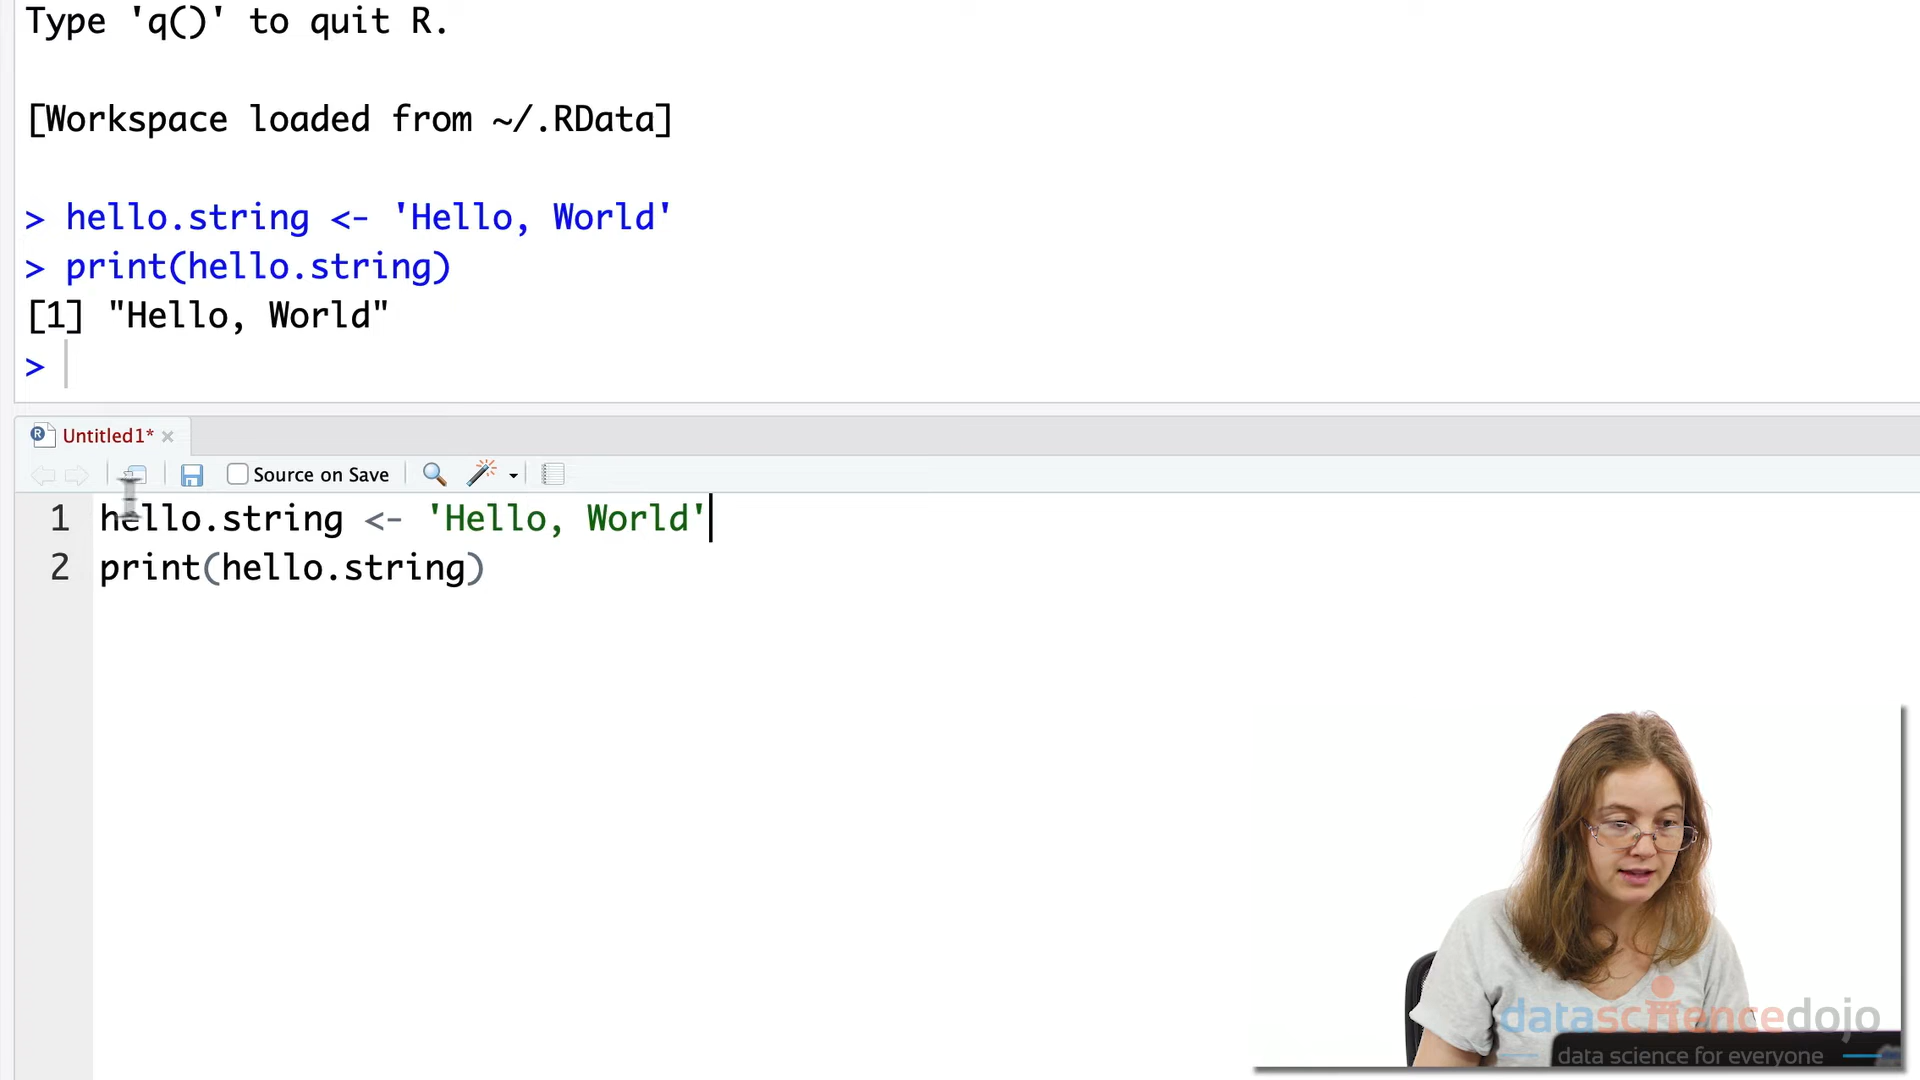 Type 'q()' to quit R.
[Workspace loaded from ~/.RData]
> hello.string <- 'Hello, World'
> print(hello.string)
[1] "Hello, World"
>
Untitled1*
Source on Save
1 hello.string <- 'Hello, World'
2 print(hello.string)
datasciencedojo
data science for everyone